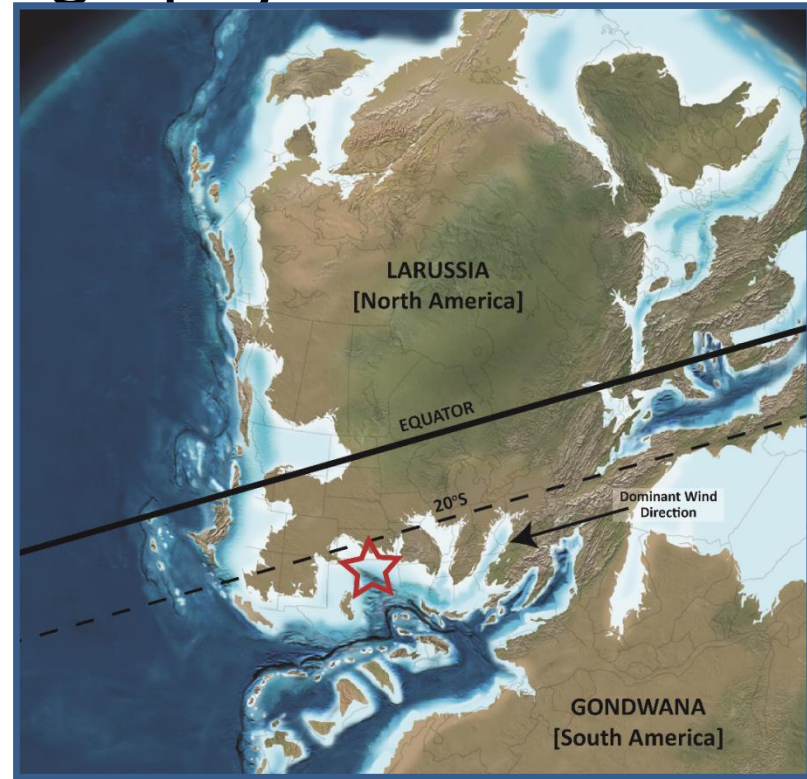 LARUSSIA
[North America]
EQUATOR
20°S
Dominant Wind
Direction
GONDWANA
[South America]